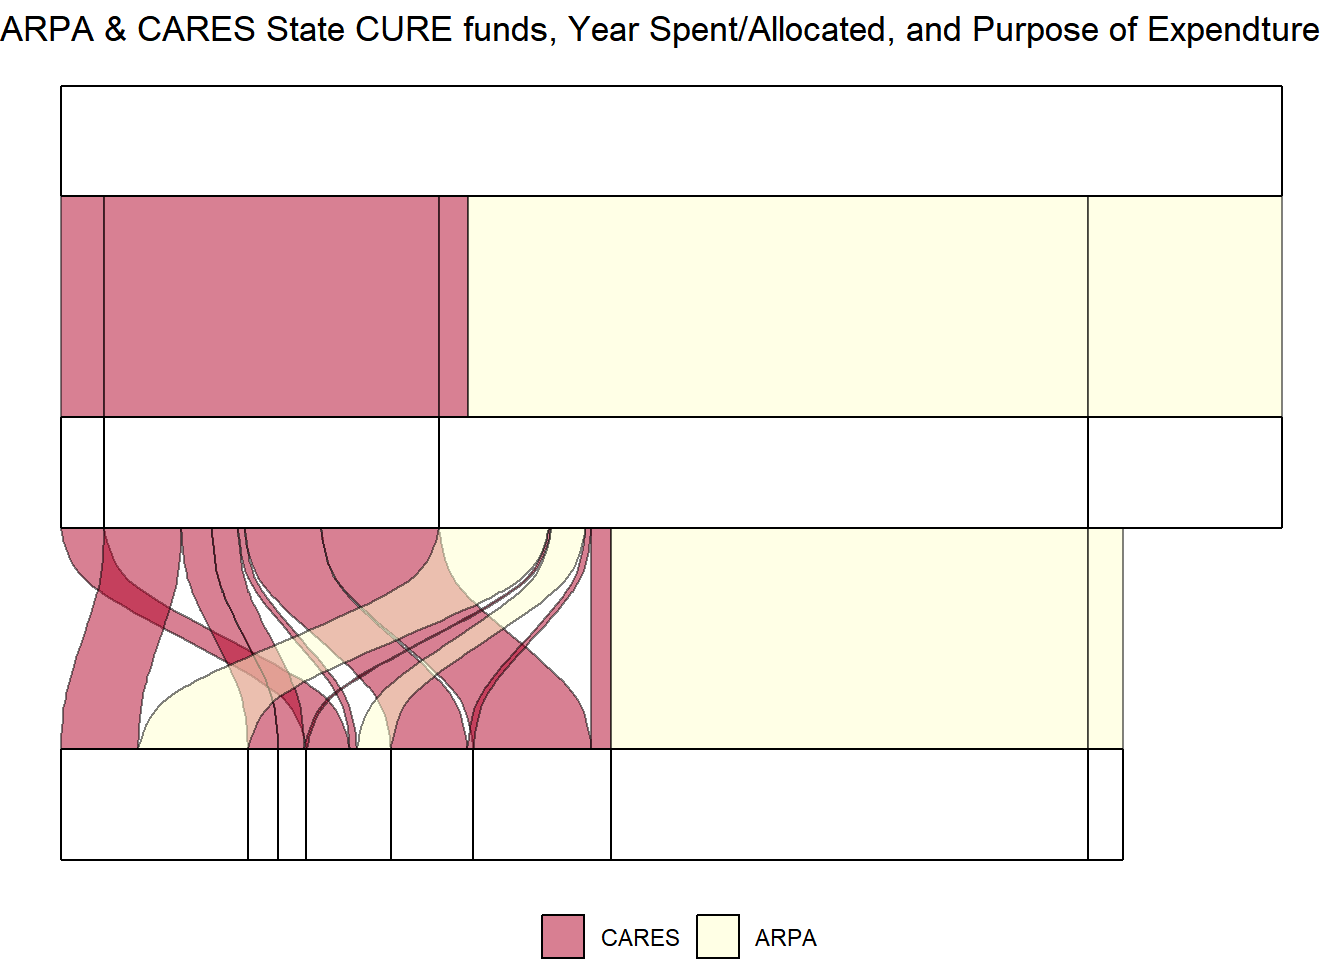 ARPA & CARES State CURE funds, Year Spent/Allocated, and Purpose of Expendture
CARES ARPA